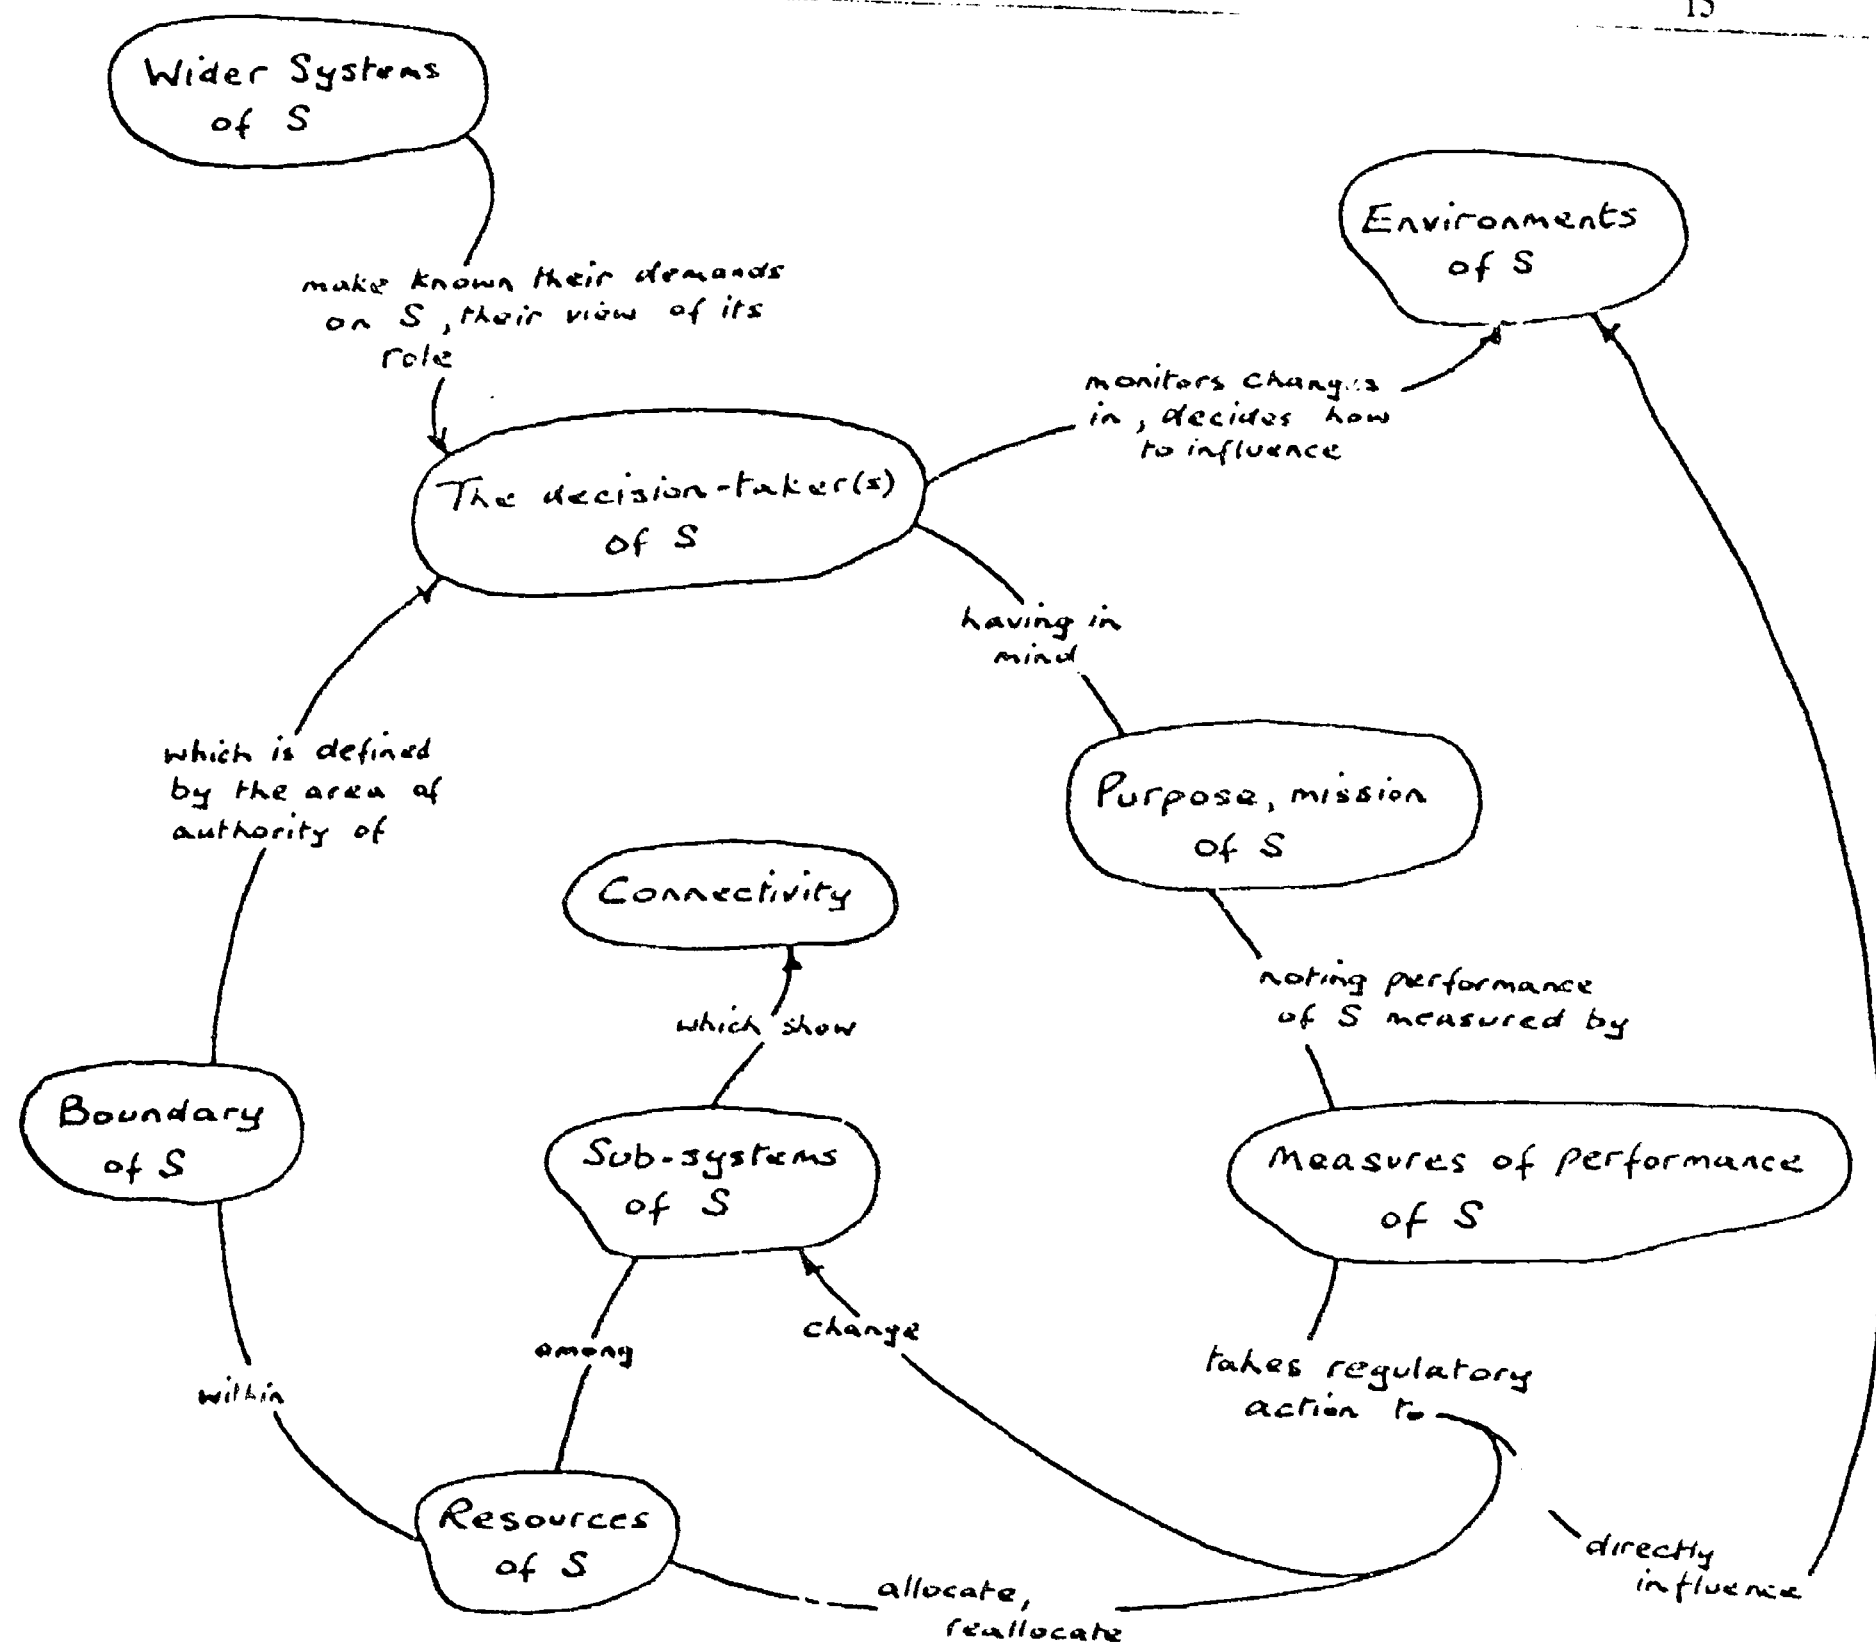 15
Wider Systems
of S
Environments
of S
make known their demands
on S, their view of its
role
monitors changes
in, decides how
to influence
The decision-taker(s)
of S
having in
mind
which is defined
by the area of
authority of
Purpose, mission
of S
Connectivity
noting performance
of S measured by
which show
Boundary
of S
Sub-systems
of S
measures of performance
of S
change
among
takes regulatory
action to
within
Resources
of S
directly
influence
allocate,
reallocate